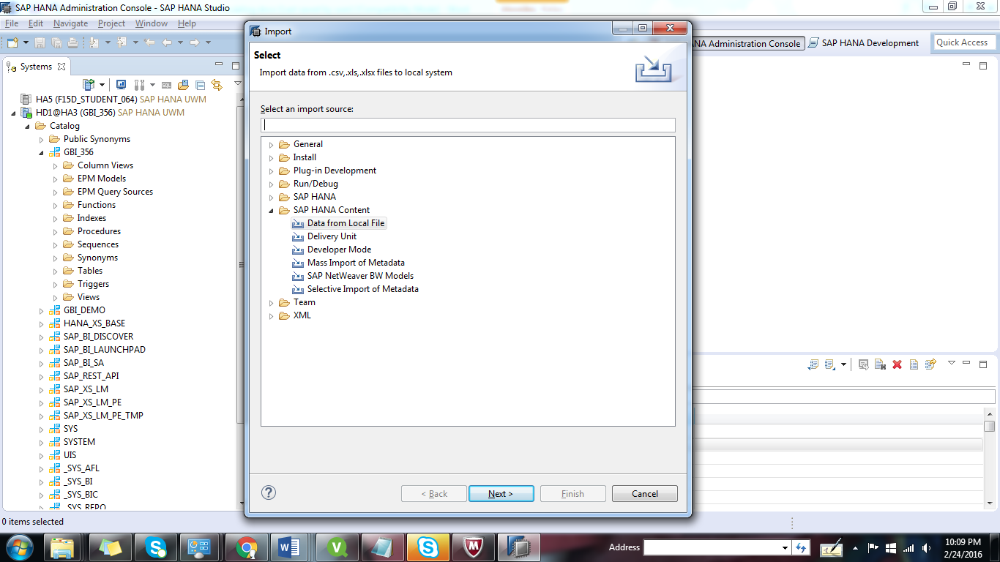 SAP HANA Administration Console - SAP HANA Studio
File Edit Navigate Project Window Help
ANA Administration Console
SAP HANA Development
Quick Access
Systems
SQL
HA5 (F15D_STUDENT_064) SAP HANA UWM
HD1@HA3 (GBI_356) SAP HANA UWM
Catalog
Public Synonyms
GBI_356
Column Views
EPM Models
EPM Query Sources
Functions
Indexes
Procedures
Sequences
Synonyms
Tables
Triggers
Views
GBI_DEMO
HANA_XS_BASE
SAP_BI_DISCOVER
SAP_BI_LAUNCHPAD
SAP_BI_SA
SAP_REST_API
SAP_XS_LM
SAP_XS_LM_PE
SAP_XS_LM_PE_TMP
SYS
SYSTEM
UIS
_SYS_AFL
_SYS_BI
_SYS_BIC
_SYS_REPO
0 items selected
Import
Select
Import data from .csv,.xls,.xlsx files to local system
Select an import source:
General
Install
Plug-in Development
Run/Debug
SAP HANA
SAP HANA Content
Data from Local File
Delivery Unit
Developer Mode
Mass Import of Metadata
SAP NetWeaver BW Models
Selective Import of Metadata
Team
XML
< Back
Next >
Finish
Cancel
Address
10:09 PM
2/24/2016